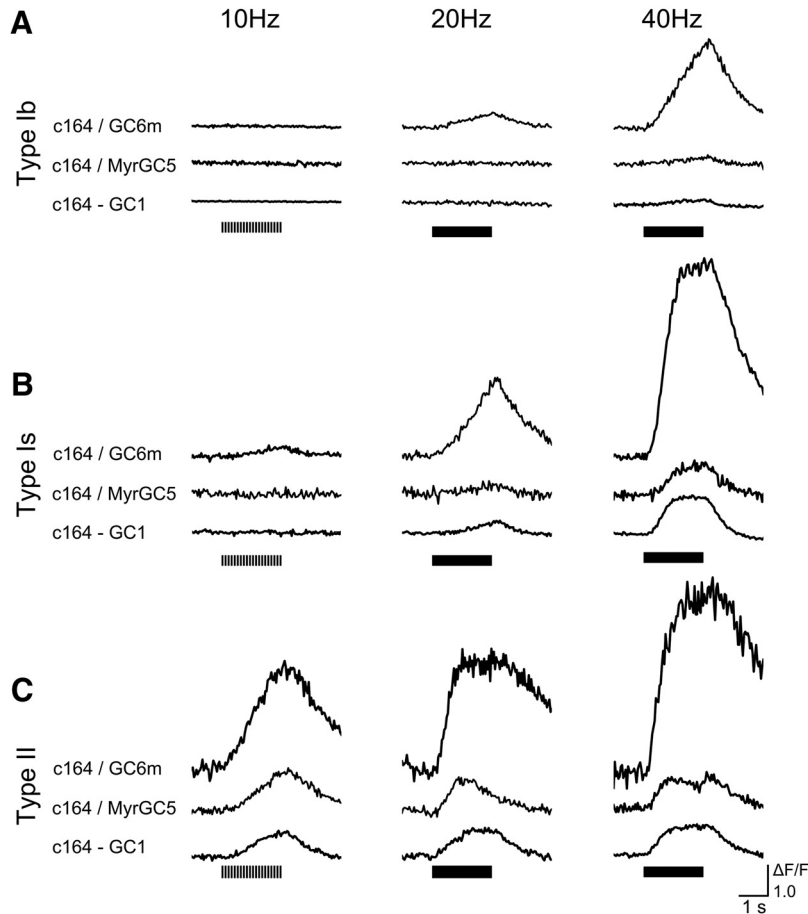 A 10Hz 20Hz 40Hz
Type Ib
c164 / GC6m
c164 / MyrGC5
c164 - GC1
B
Type Is
c164 / GC6m
c164 / MyrGC5
c164 - GC1
C
Type II
c164 / GC6m
c164 / MyrGC5
c164 - GC1
ΔF/F
1.0
1 s